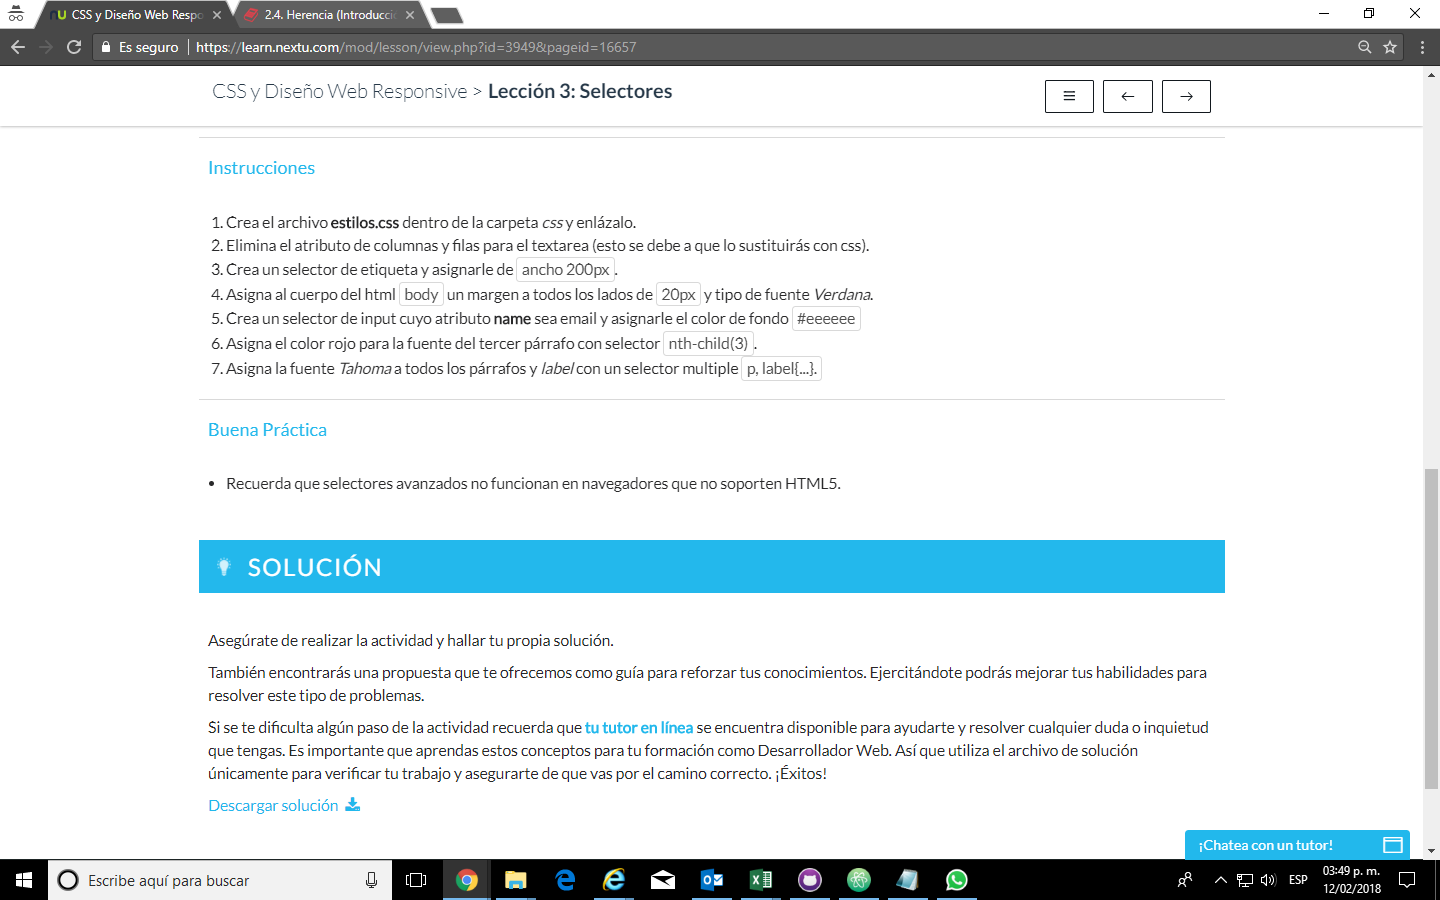 CSS y Diseño Web Respo
2.4. Herencia (Introducci
Es seguro
https://learn.nextu.com/mod/lesson/view.php?id=3949&pageid=16657
CSS y Diseño Web Responsive > Lección 3: Selectores
Instrucciones
1. Crea el archivo estilos.css dentro de la carpeta css y enlázalo.
2. Elimina el atributo de columnas y filas para el textarea (esto se debe a que lo sustituirás con css).
3. Crea un selector de etiqueta y asignarle de ancho 200px.
4. Asigna al cuerpo del html body un margen a todos los lados de 20px y tipo de fuente Verdana.
5. Crea un selector de input cuyo atributo name sea email y asignarle el color de fondo #eeeeee
6. Asigna el color rojo para la fuente del tercer párrafo con selector nth-child(3).
7. Asigna la fuente Tahoma a todos los párrafos y label con un selector multiple p, label{...}.
Buena Práctica
• Recuerda que selectores avanzados no funcionan en navegadores que no soporten HTML5.
SOLUCIÓN
Asegúrate de realizar la actividad y hallar tu propia solución.
También encontrarás una propuesta que te ofrecemos como guía para reforzar tus conocimientos. Ejercitándote podrás mejorar tus habilidades para
resolver este tipo de problemas.
Si se te dificulta algún paso de la actividad recuerda que tu tutor en línea se encuentra disponible para ayudarte y resolver cualquier duda o inquietud
que tengas. Es importante que aprendas estos conceptos para tu formación como Desarrollador Web. Así que utiliza el archivo de solución
únicamente para verificar tu trabajo y asegurarte de que vas por el camino correcto. ¡Éxitos!
Descargar solución
¡Chatea con un tutor!
Escribe aquí para buscar
ESP
03:49 p. m.
12/02/2018